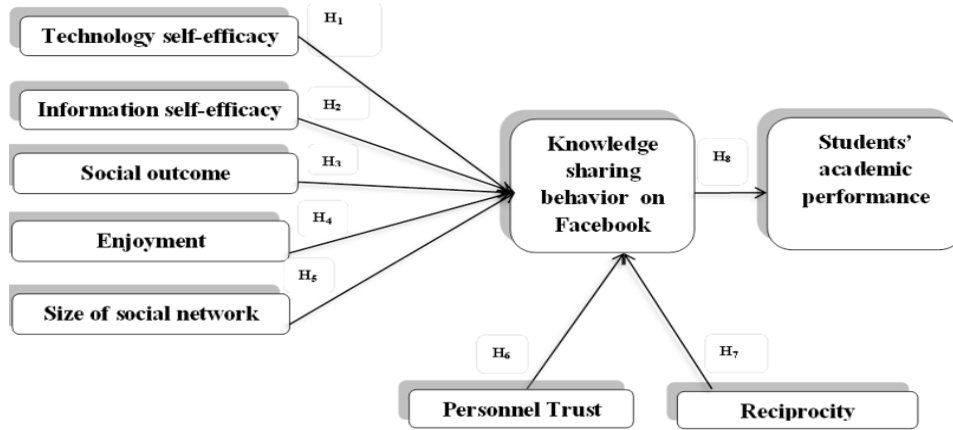 H₁
Technology self-efficacy
H₂
Information self-efficacy
H₃
Social outcome
H₄
Enjoyment
H₅
Size of social network
Knowledge
sharing
behavior on
Facebook
H₈
Students’
academic
performance
H₆
H₇
Personnel Trust
Reciprocity